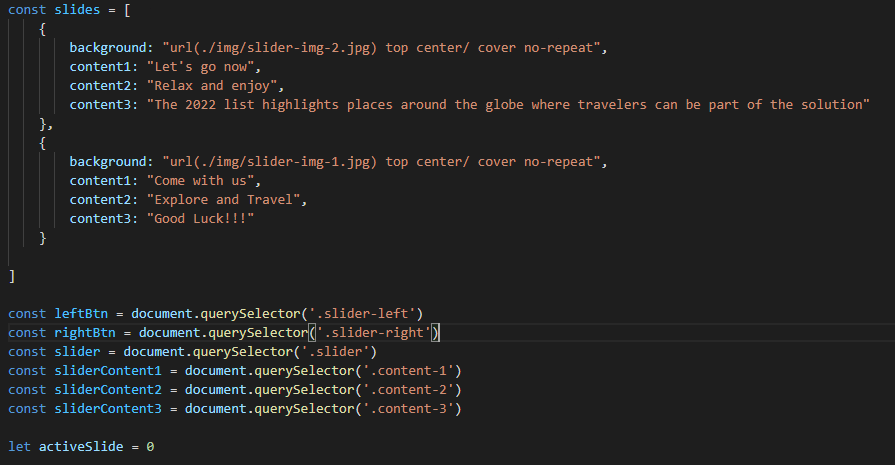 const slides = [
    {
        background: "url(./img/slider-img-2.jpg) top center/ cover no-repeat",
        content1: "Let's go now",
        content2: "Relax and enjoy",
        content3: "The 2022 list highlights places around the globe where travelers can be part of the solution"
    },
    {
        background: "url(./img/slider-img-1.jpg) top center/ cover no-repeat",
        content1: "Come with us",
        content2: "Explore and Travel",
        content3: "Good Luck!!!"
    }
]
const leftBtn = document.querySelector('.slider-left')
const rightBtn = document.querySelector('.slider-right')
const slider = document.querySelector('.slider')
const sliderContent1 = document.querySelector('.content-1')
const sliderContent2 = document.querySelector('.content-2')
const sliderContent3 = document.querySelector('.content-3')
let activeSlide = 0